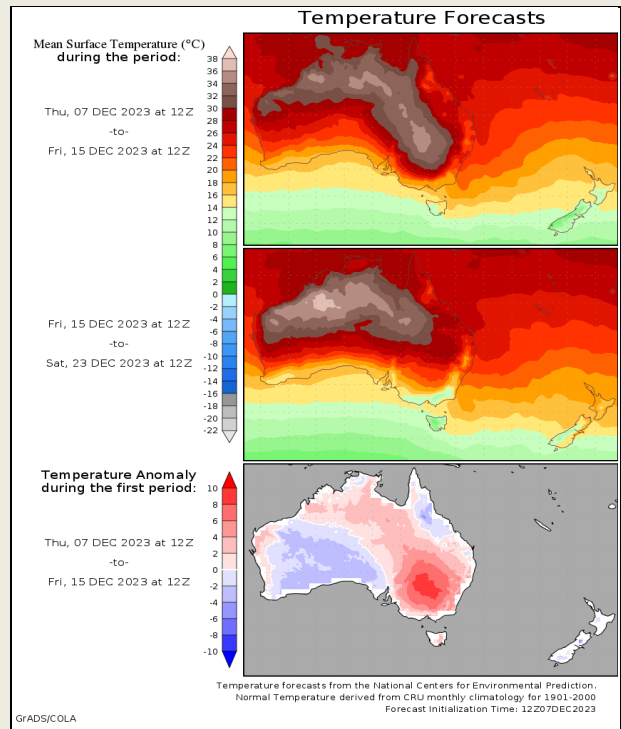 Temperature Forecasts
Mean Surface Temperature (°C)
during the period:
Thu, 07 DEC 2023 at 12Z
-to-
Fri, 15 DEC 2023 at 12Z
38
36
34
32
30
28
26
24
22
20
18
16
14
12
10
8
6
4
2
0
-2
-4
-6
-8
-10
-12
-14
-16
-18
-20
-22
Fri, 15 DEC 2023 at 12Z
-to-
Sat, 23 DEC 2023 at 12Z
Temperature Anomaly
during the first period:
Thu, 07 DEC 2023 at 12Z
-to-
Fri, 15 DEC 2023 at 12Z
10
8
6
4
2
0
-2
-4
-6
-8
-10
Temperature forecasts from the National Centers for Environmental Prediction.
Normal Temperature derived from CRU monthly climatology for 1901-2000
Forecast Initialization Time: 12Z07DEC2023
GrADS/COLA